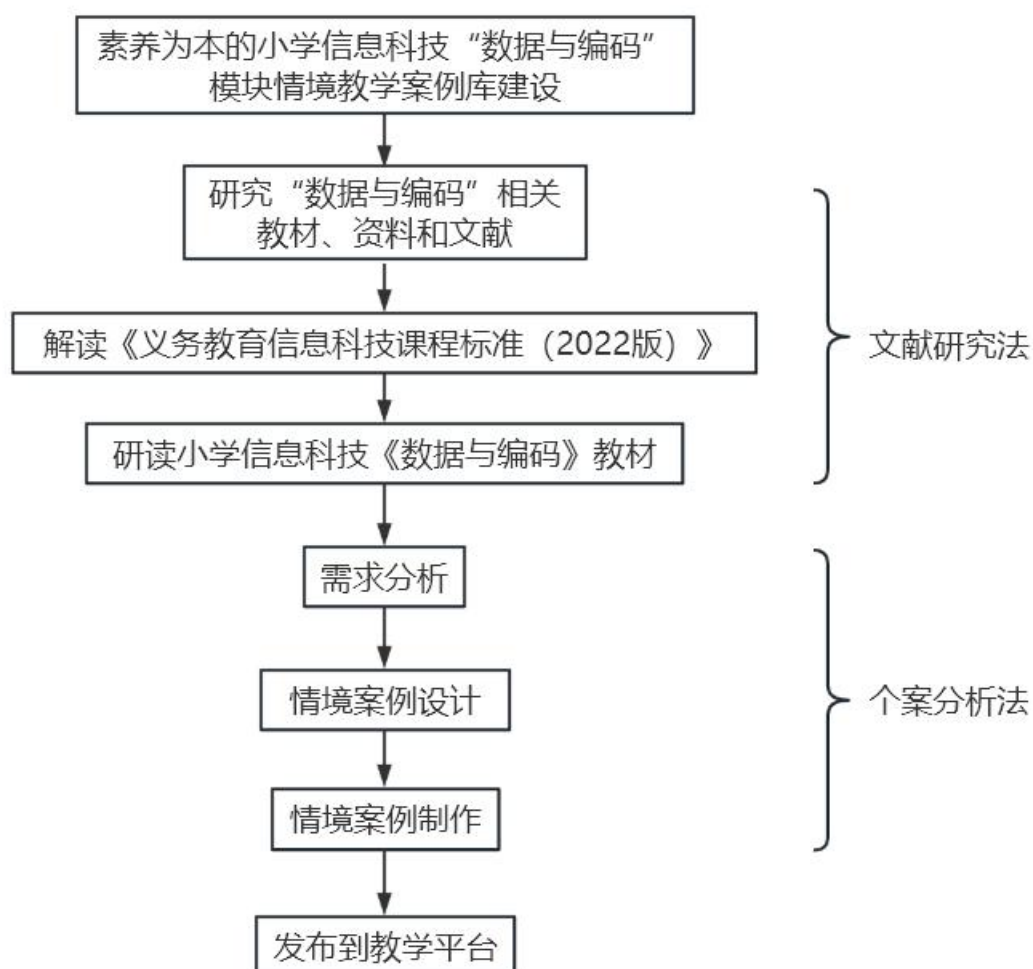 素养为本的小学信息科技“数据与编码”
模块情境教学案例库建设
研究“数据与编码”相关
教材、资料和文献
解读《义务教育信息科技课程标准（2022版）》
研读小学信息科技《数据与编码》教材
文献研究法
需求分析
情境案例设计
个案分析法
情境案例制作
发布到教学平台